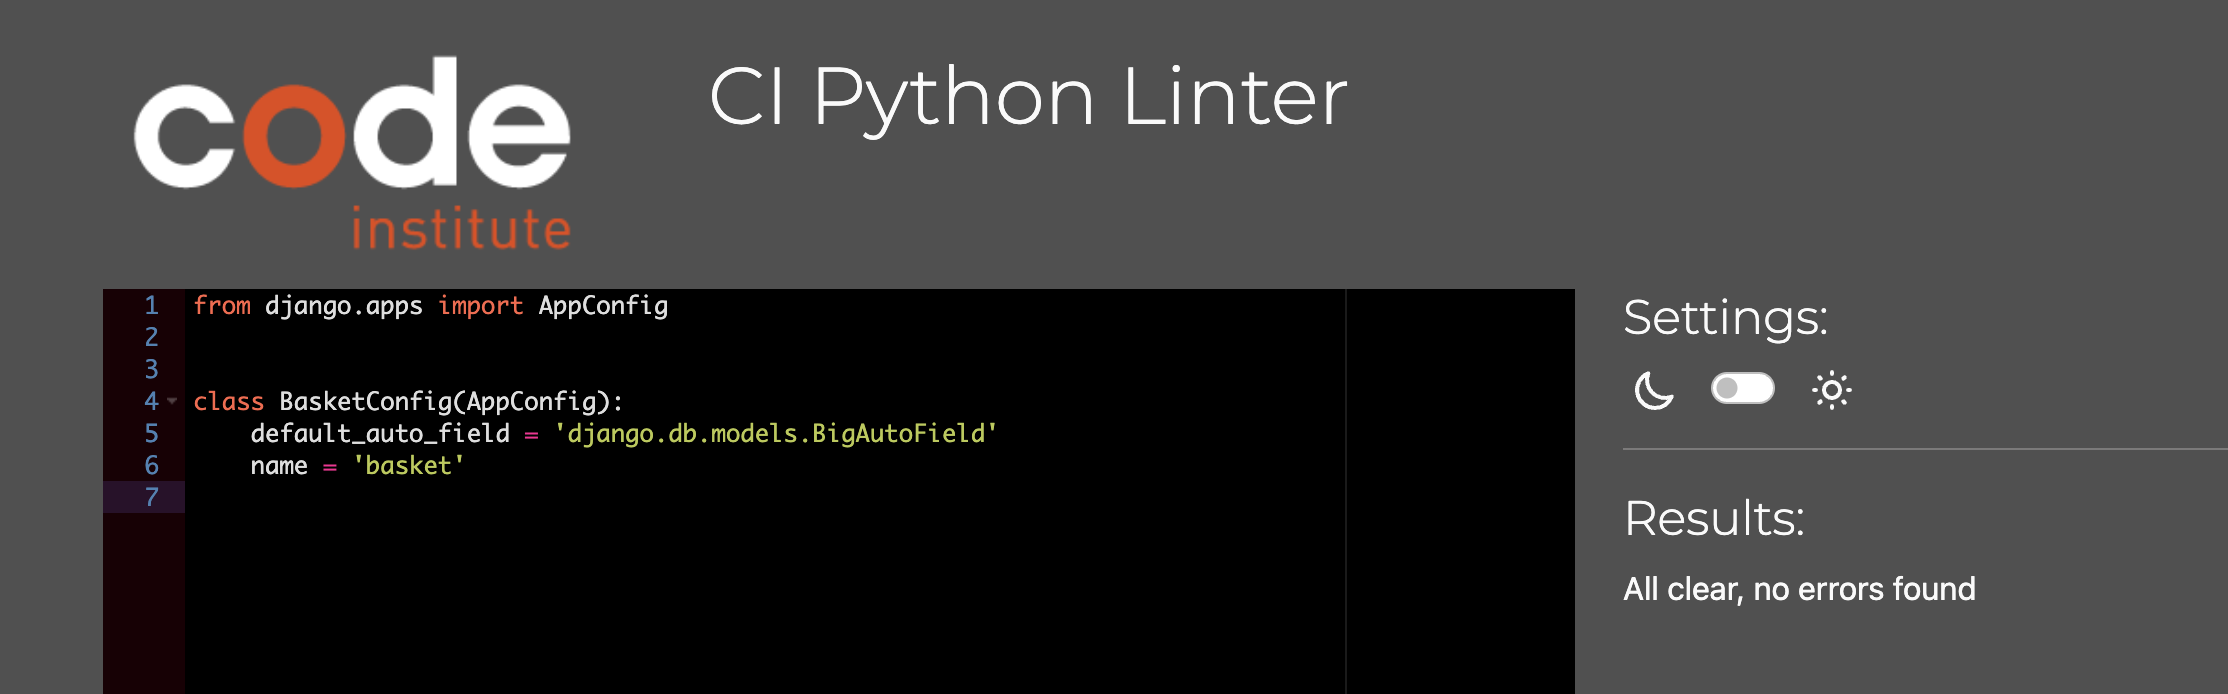 code
institute
CI Python Linter
1 from django.apps import AppConfig
2
3
4 class BasketConfig(AppConfig):
5     default_auto_field = 'django.db.models.BigAutoField'
6     name = 'basket'
7
Settings:
Results:
All clear, no errors found